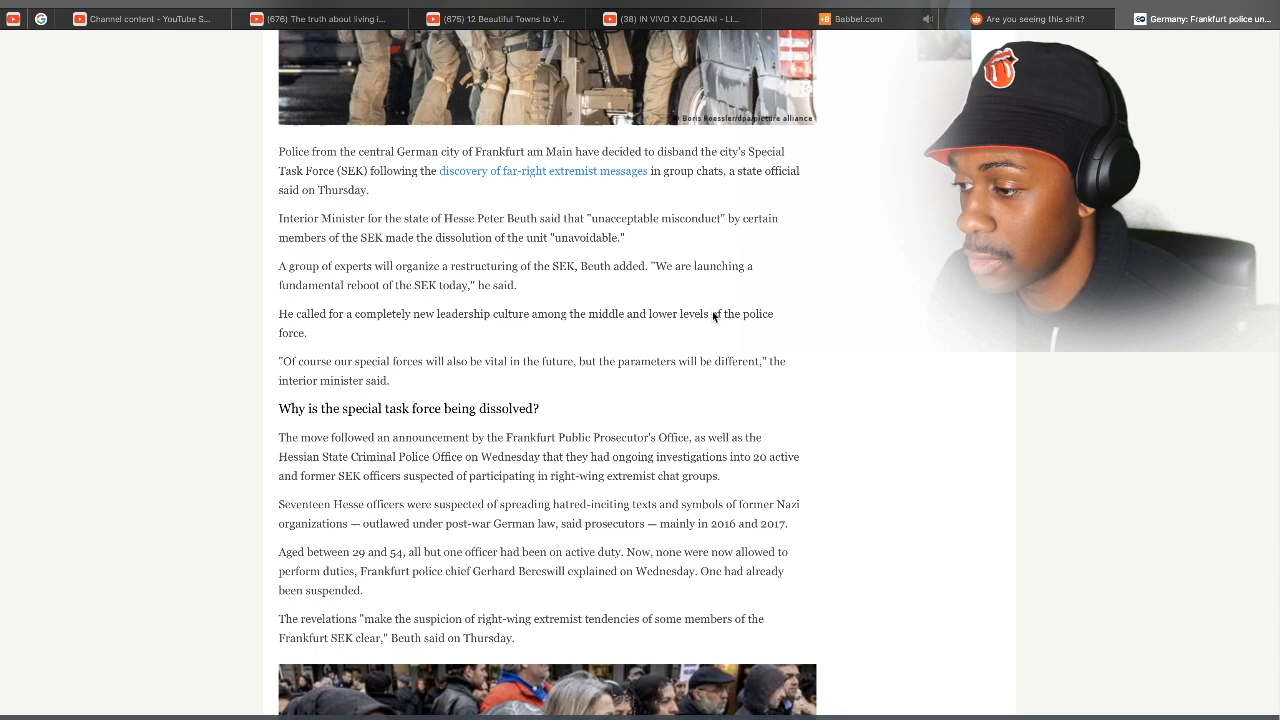 Channel content - YouTube S...
(676) The truth about living i...
(675) 12 Beautiful Towns to V...
(38) IN VIVO X DJOGANI - LI...
Babbel.com
Are you seeing this shit?
Germany: Frankfurt police un...
Boris Roessler/dpa/picture alliance
Police from the central German city of Frankfurt am Main have decided to disband the city's Special
Task Force (SEK) following the discovery of far-right extremist messages in group chats, a state official
said on Thursday.
Interior Minister for the state of Hesse Peter Beuth said that "unacceptable misconduct" by certain
members of the SEK made the dissolution of the unit "unavoidable."
A group of experts will organize a restructuring of the SEK, Beuth added. "We are launching a
fundamental reboot of the SEK today," he said.
He called for a completely new leadership culture among the middle and lower levels of the police
force.
"Of course our special forces will also be vital in the future, but the parameters will be different," the
interior minister said.
Why is the special task force being dissolved?
The move followed an announcement by the Frankfurt Public Prosecutor's Office, as well as the
Hessian State Criminal Police Office on Wednesday that they had ongoing investigations into 20 active
and former SEK officers suspected of participating in right-wing extremist chat groups.
Seventeen Hesse officers were suspected of spreading hatred-inciting texts and symbols of former Nazi
organizations — outlawed under post-war German law, said prosecutors — mainly in 2016 and 2017.
Aged between 29 and 54, all but one officer had been on active duty. Now, none were now allowed to
perform duties, Frankfurt police chief Gerhard Bereswill explained on Wednesday. One had already
been suspended.
The revelations "make the suspicion of right-wing extremist tendencies of some members of the
Frankfurt SEK clear," Beuth said on Thursday.